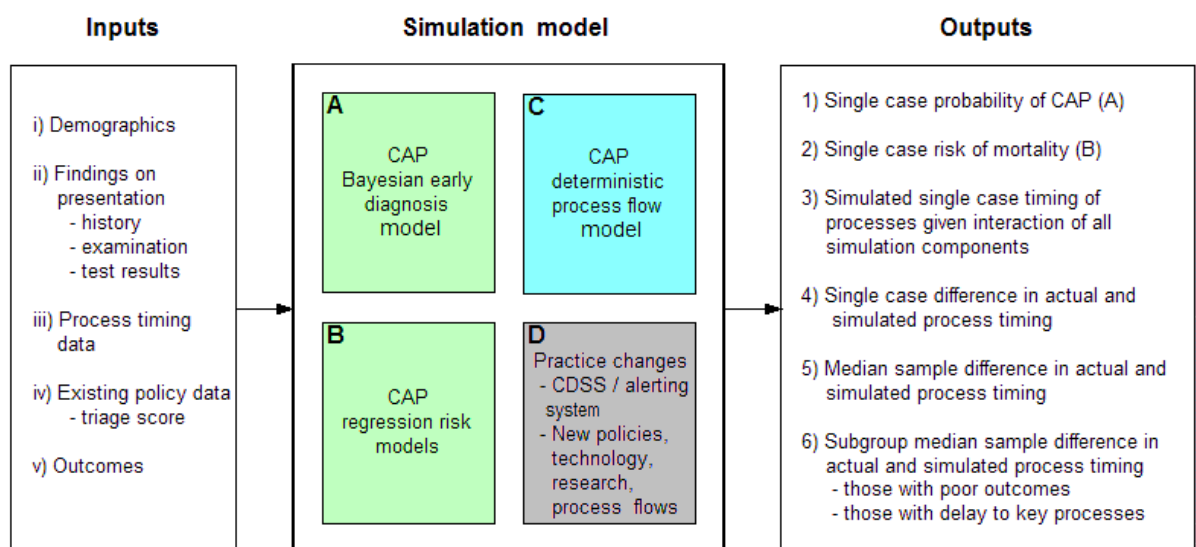 Inputs
Simulation model
Outputs
i) Demographics
ii) Findings on
presentation
- history
- examination
- test results
iii) Process timing
data
iv) Existing policy data
- triage score
v) Outcomes
A
CAP
Bayesian early
diagnosis
model
C
CAP
deterministic
process flow
model
B
CAP
regression risk
models
D
Practice changes
- CDSS / alerting
system
- New policies,
technology,
research,
process flows
1) Single case probability of CAP (A)
2) Single case risk of mortality (B)
3) Simulated single case timing of
processes given interaction of all
simulation components
4) Single case difference in actual and
simulated process timing
5) Median sample difference in actual and
simulated process timing
6) Subgroup median sample difference in
actual and simulated process timing
- those with poor outcomes
- those with delay to key processes